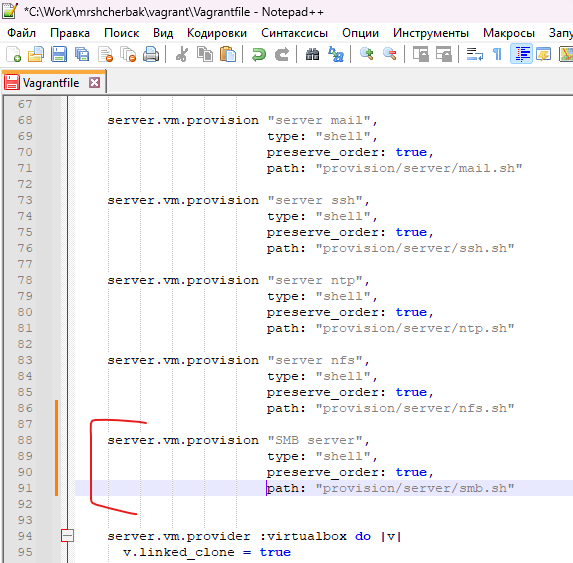 *C:\Work\mrshcherbak\vagrant\Vagrantfile - Notepad++
Файл Правка Поиск Вид Кодировки Синтаксисы Опции Инструменты Макросы Запу
Vagrantfile
67
68 server.vm.provision "server mail",
69 type: "shell",
70 preserve_order: true,
71 path: "provision/server/mail.sh"
72
73 server.vm.provision "server ssh",
74 type: "shell",
75 preserve_order: true,
76 path: "provision/server/ssh.sh"
77
78 server.vm.provision "server ntp",
79 type: "shell",
80 preserve_order: true,
81 path: "provision/server/ntp.sh"
82
83 server.vm.provision "server nfs",
84 type: "shell",
85 preserve_order: true,
86 path: "provision/server/nfs.sh"
87
88 server.vm.provision "SMB server",
89 type: "shell",
90 preserve_order: true,
91 path: "provision/server/smb.sh"
92
93
94 server.vm.provider :virtualbox do |v|
95 v.linked_clone = true